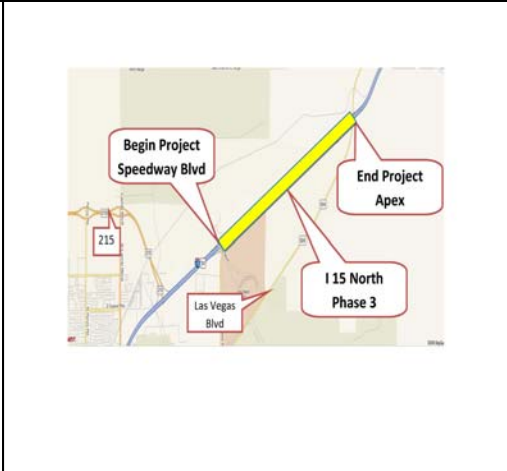 Begin Project
Speedway Blvd
End Project
Apex
215
I 15 North
Phase 3
Las Vegas
Blvd